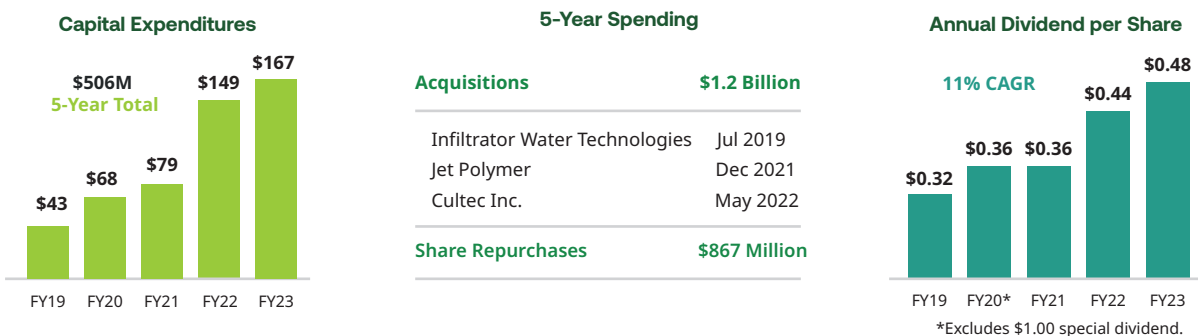 Capital Expenditures
$506M
5-Year Total
$43
$68
$79
$149
$167
FY19 FY20 FY21 FY22 FY23
5-Year Spending
Acquisitions $1.2 Billion
Infiltrator Water Technologies Jul 2019
Jet Polymer Dec 2021
Cultec Inc. May 2022
Share Repurchases $867 Million
Annual Dividend per Share
11% CAGR
$0.32
$0.36
$0.36
$0.44
$0.48
FY19 FY20* FY21 FY22 FY23
*Excludes $1.00 special dividend.